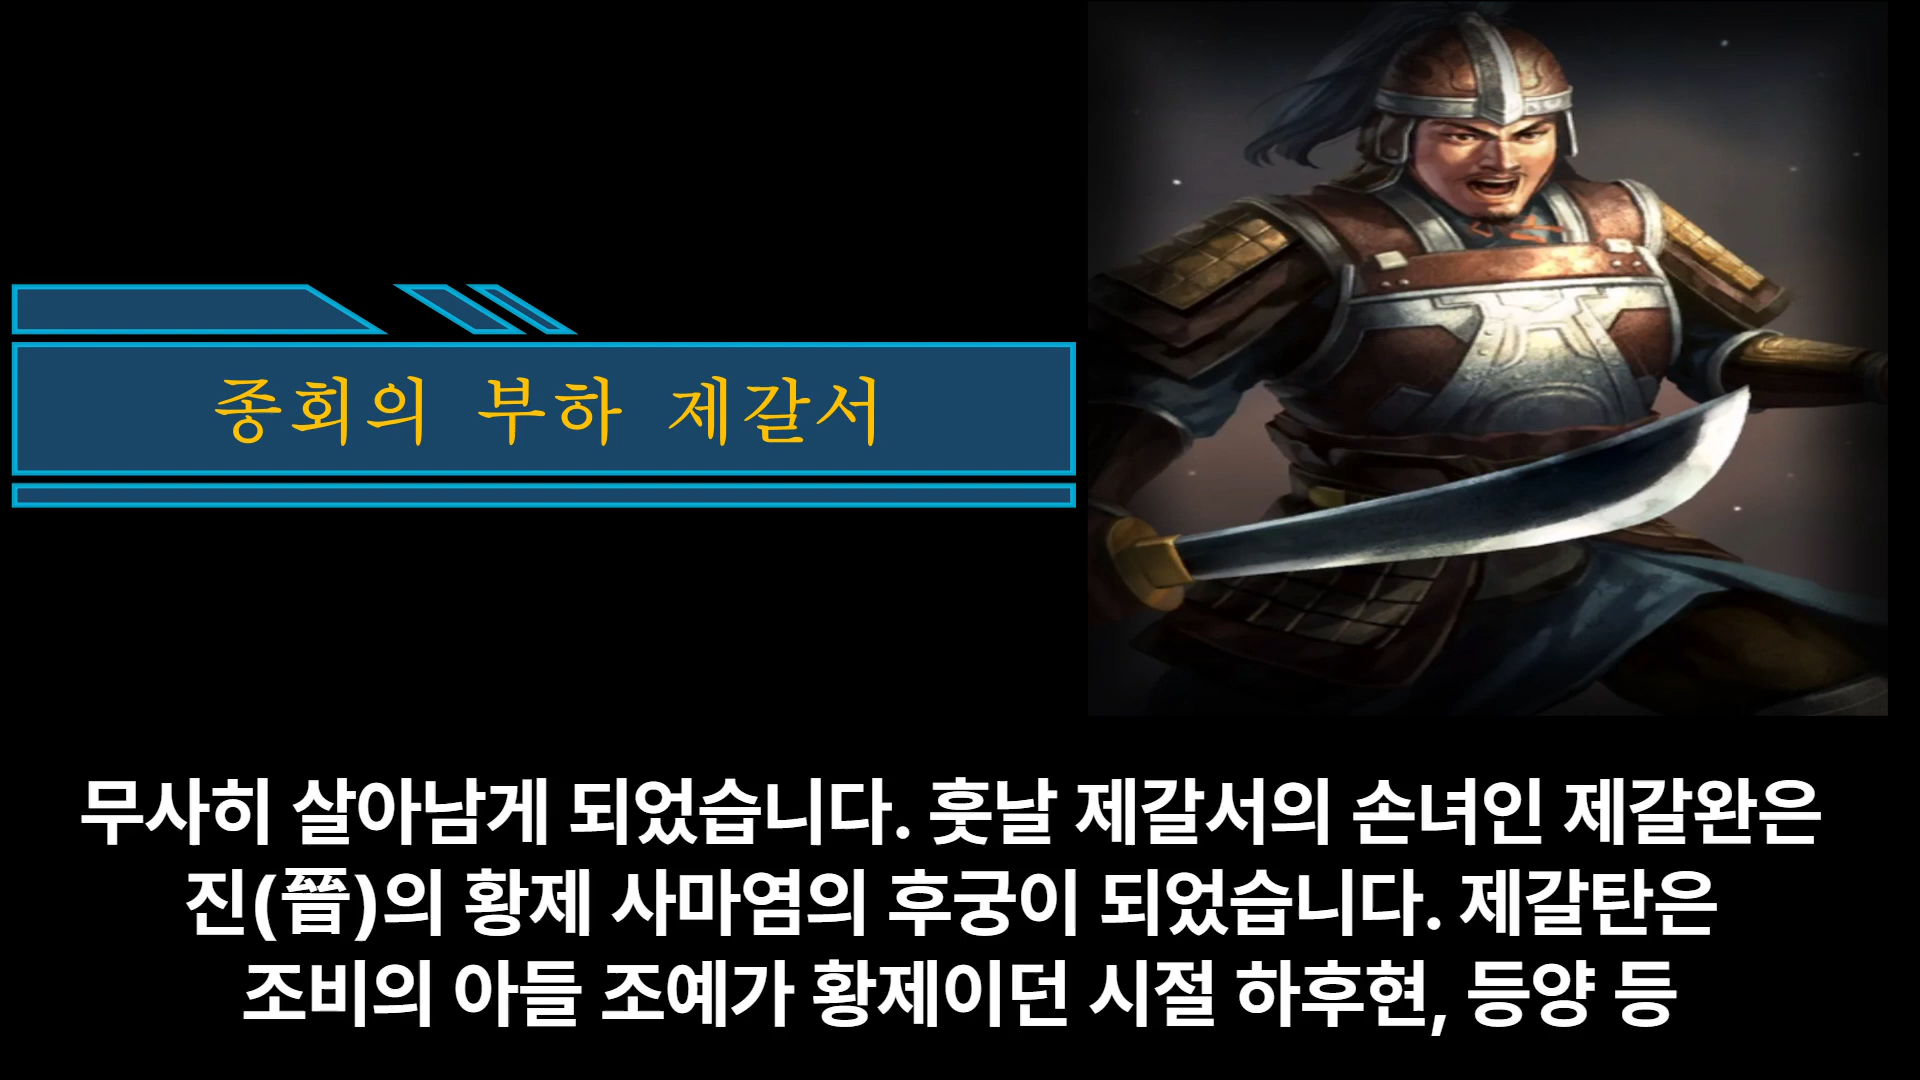 종회의 부하 제갈서
무사히 살아남게 되었습니다. 훗날 제갈서의 손녀인 제갈완은
진(晉)의 황제 사마염의 후궁이 되었습니다. 제갈탄은
조비의 아들 조예가 황제이던 시절 하후현, 등양 등